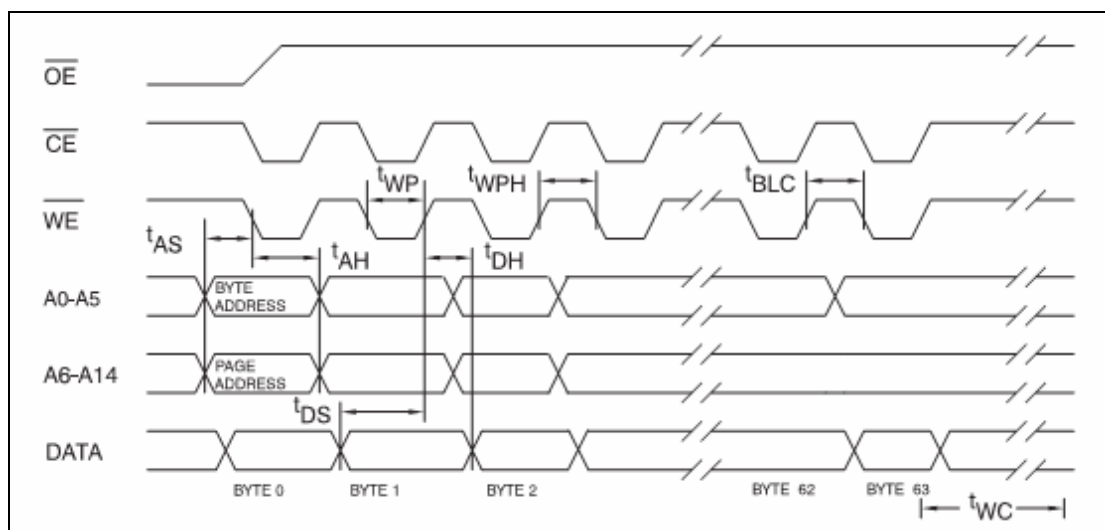 OE
CE
tWP
tWPH
tBLC
WE
tAS
tAH
tDH
A0-A5
BYTE
ADDRESS
A6-A14
PAGE
ADDRESS
tDS
DATA
BYTE 0
BYTE 1
BYTE 2
BYTE 62
BYTE 63
tWC